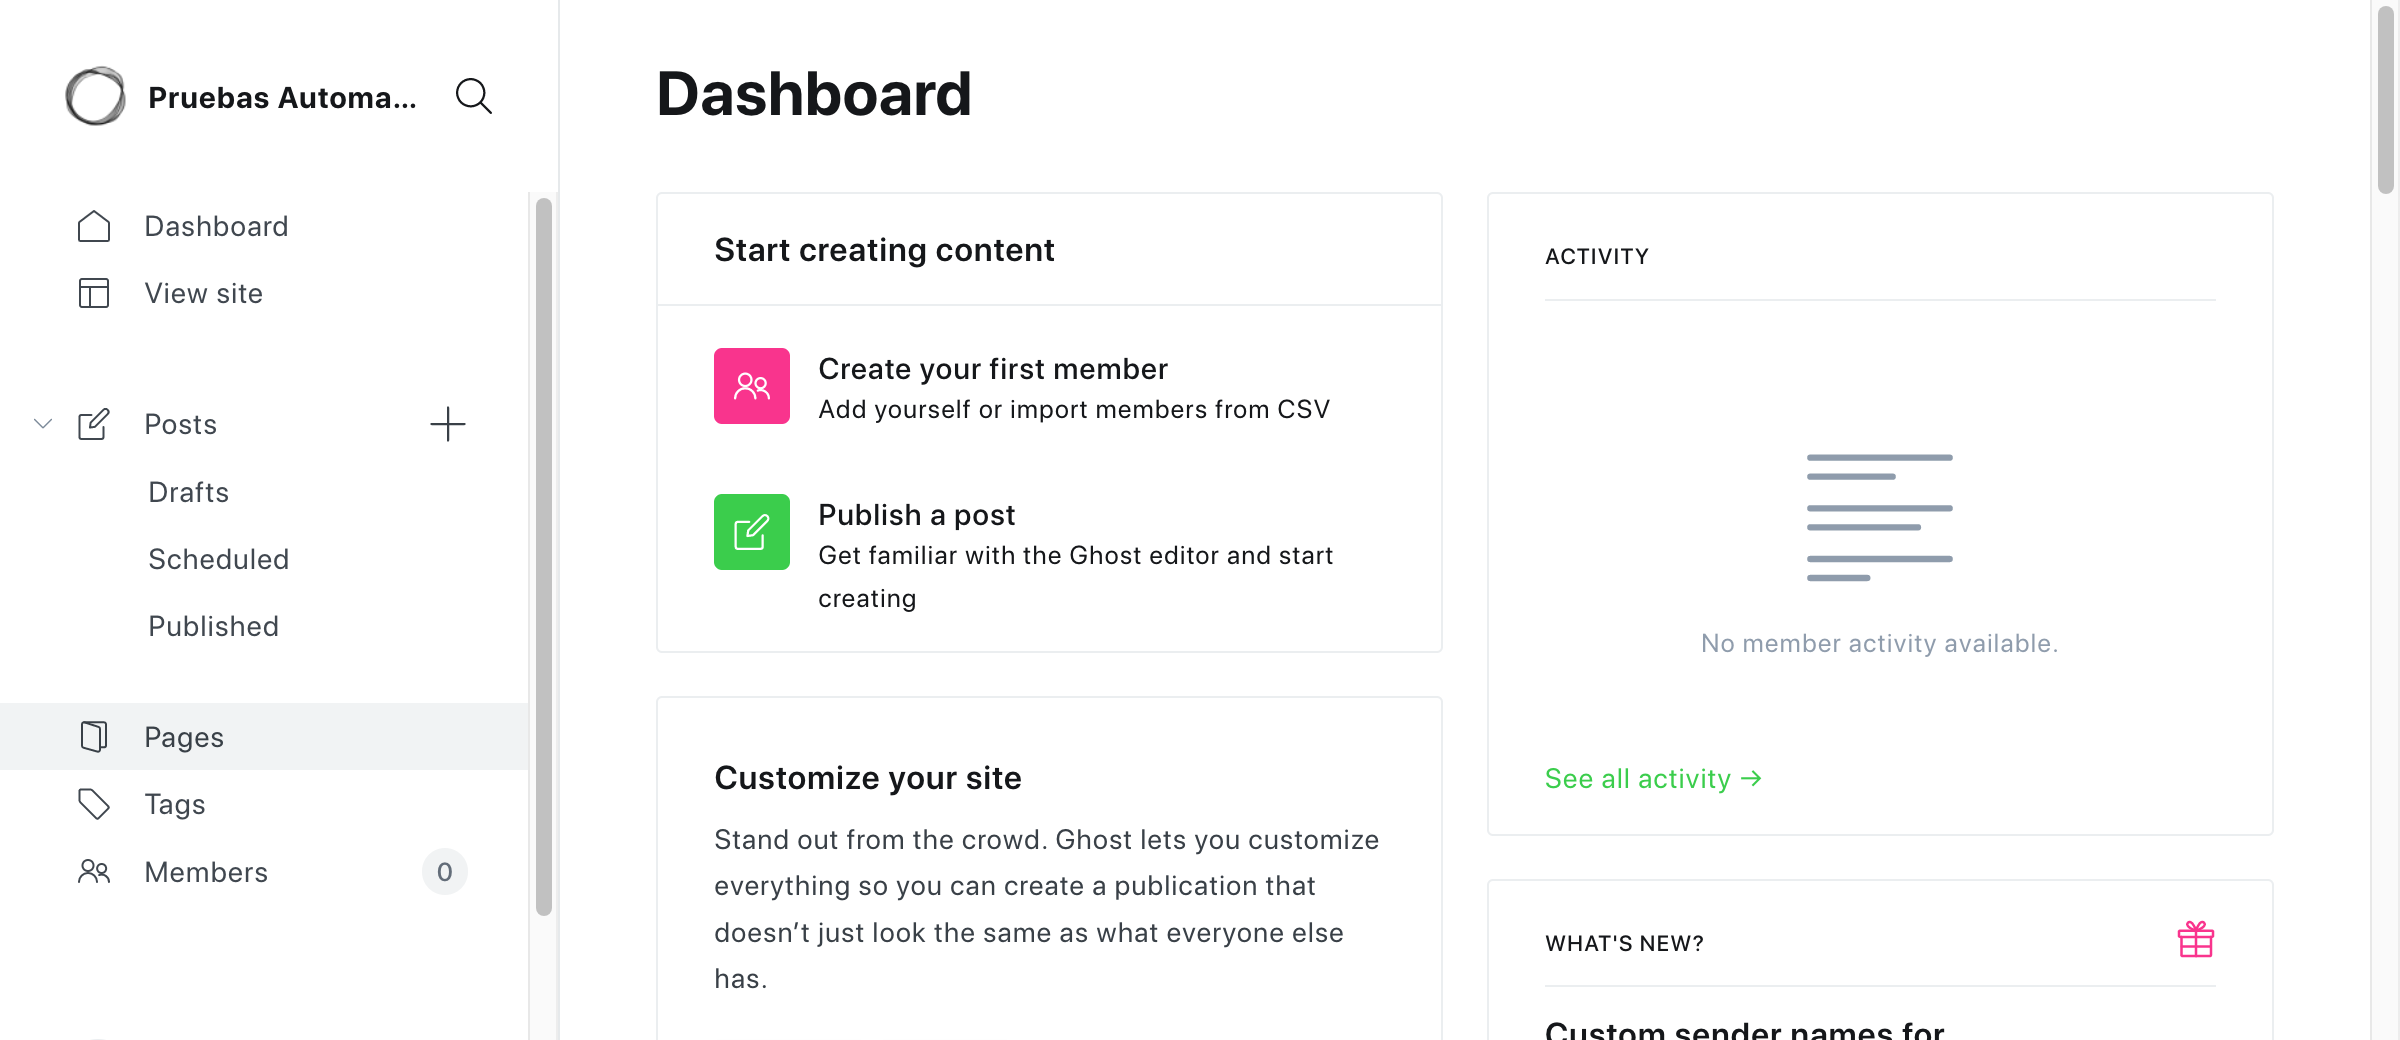 Pruebas Automa...
Dashboard
View site
Posts
Drafts
Scheduled
Published
Pages
Tags
Members
0
Dashboard
Start creating content
Create your first member
Add yourself or import members from CSV
Publish a post
Get familiar with the Ghost editor and start
creating
Customize your site
Stand out from the crowd. Ghost lets you customize
everything so you can create a publication that
doesn’t just look the same as what everyone else
has.
ACTIVITY
No member activity available.
See all activity →
WHAT'S NEW?
Custom sender names for